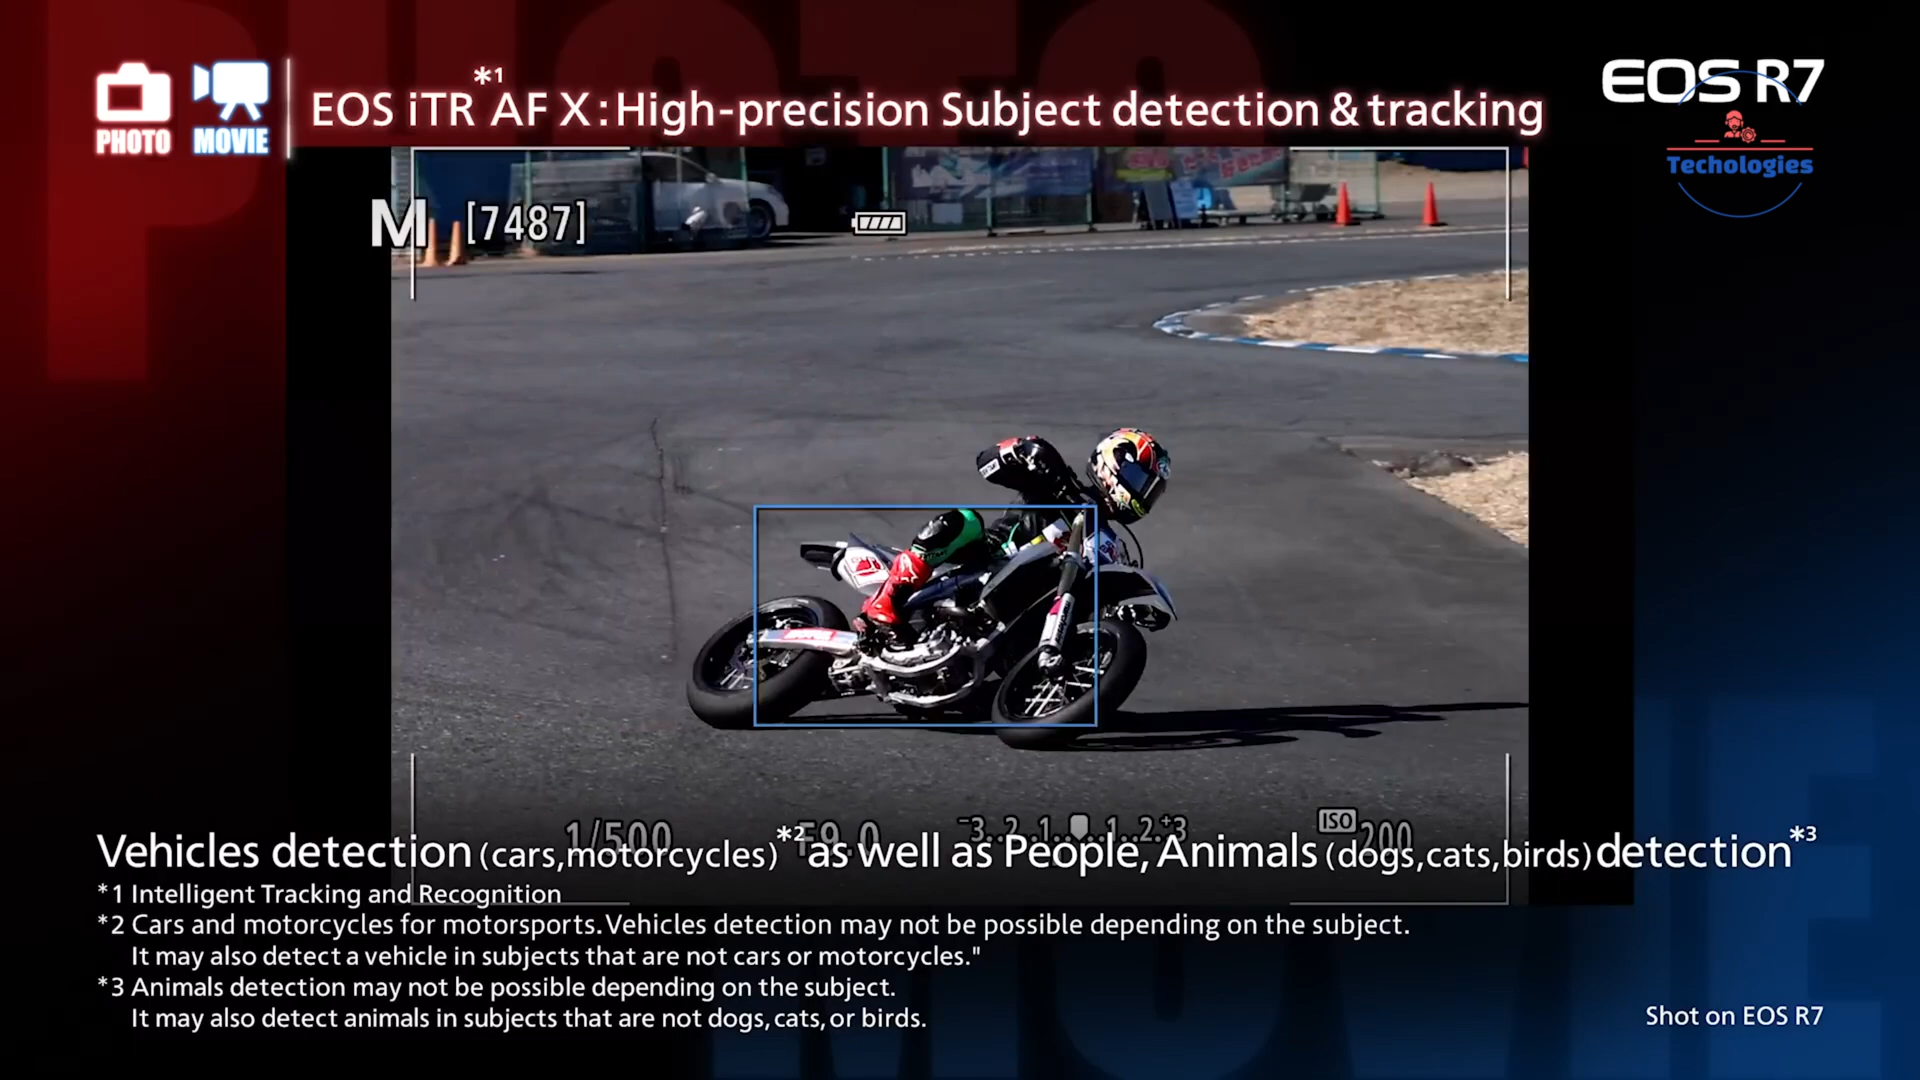 PHOTO MOVIE
EOS iTR*1 AF X : High-precision Subject detection & tracking
EOS R7
Techologies
M [7487]
1/500 F9.0 -3..2..1..1..2.+3 ISO 200
Vehicles detection (cars,motorcycles)*2 as well as People, Animals (dogs,cats,birds) detection*3
*1 Intelligent Tracking and Recognition
*2 Cars and motorcycles for motorsports. Vehicles detection may not be possible depending on the subject.
It may also detect a vehicle in subjects that are not cars or motorcycles."
*3 Animals detection may not be possible depending on the subject.
It may also detect animals in subjects that are not dogs, cats, or birds.
Shot on EOS R7